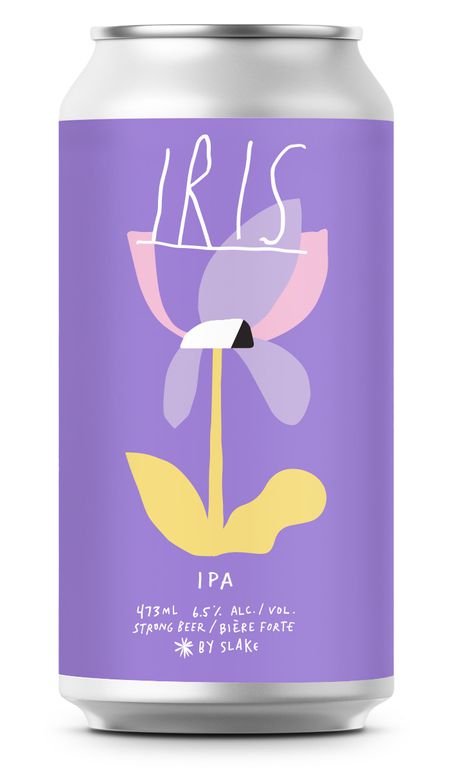 IRIS
IPA
473ML 6.5% ALC./VOL.
STRONG BEER/BIÈRE FORTE
BY SLAKE